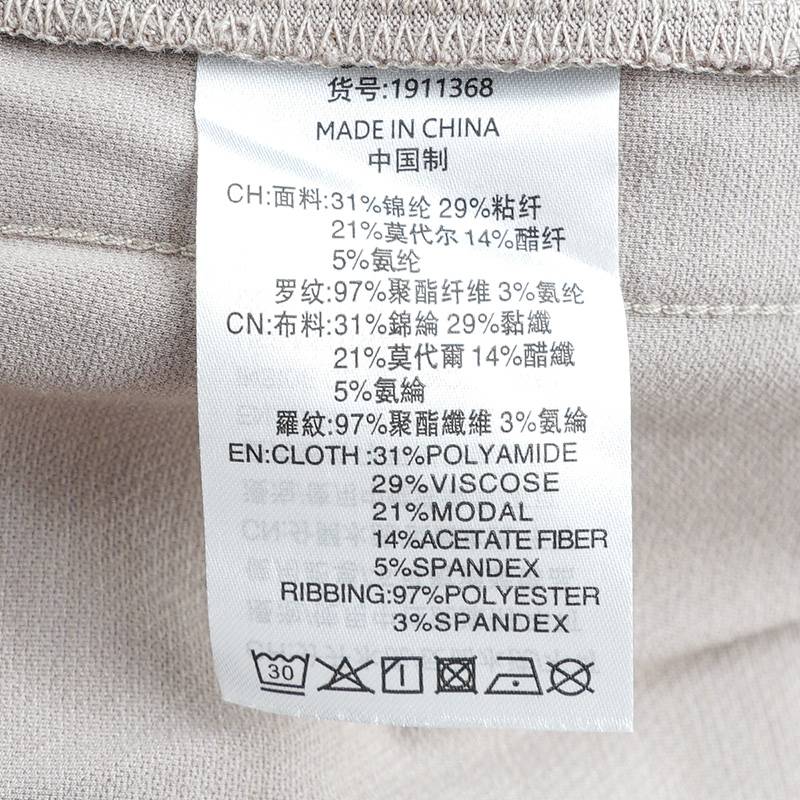 货号:1911368
MADE IN CHINA
中国制
CH:面料:31%锦纶 29%粘纤
21%莫代尔 14%醋纤
5%氨纶
罗纹:97%聚酯纤维 3%氨纶
CN:布料:31%錦綸 29%黏纖
21%莫代爾 14%醋纖
5%氨綸
羅紋:97%聚酯纖維 3%氨綸
EN:CLOTH :31%POLYAMIDE
29%VISCOSE
21%MODAL
14%ACETATE FIBER
5%SPANDEX
RIBBING:97%POLYESTER
3%SPANDEX
30